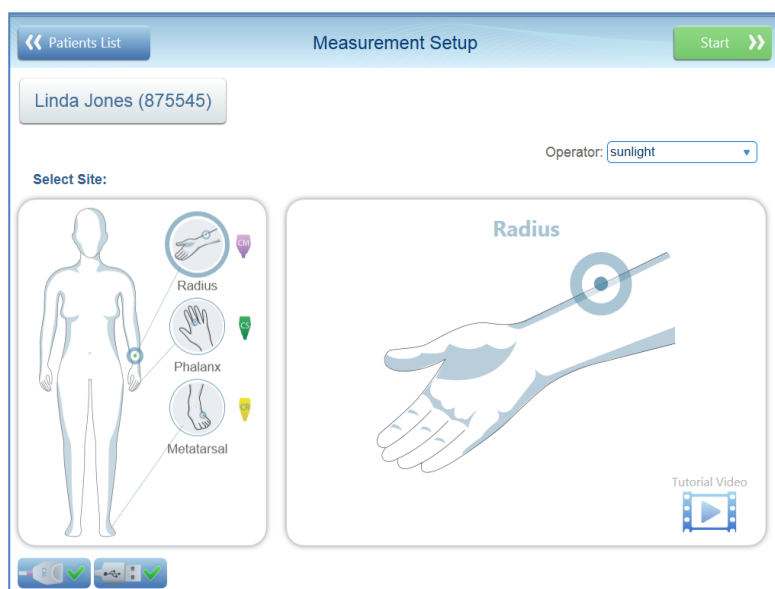 Patients List
Measurement Setup
Start
Linda Jones (875545)
Operator: sunlight
Select Site:
CM
Radius
CS
Phalanx
CR
Metatarsal
Radius
Tutorial Video